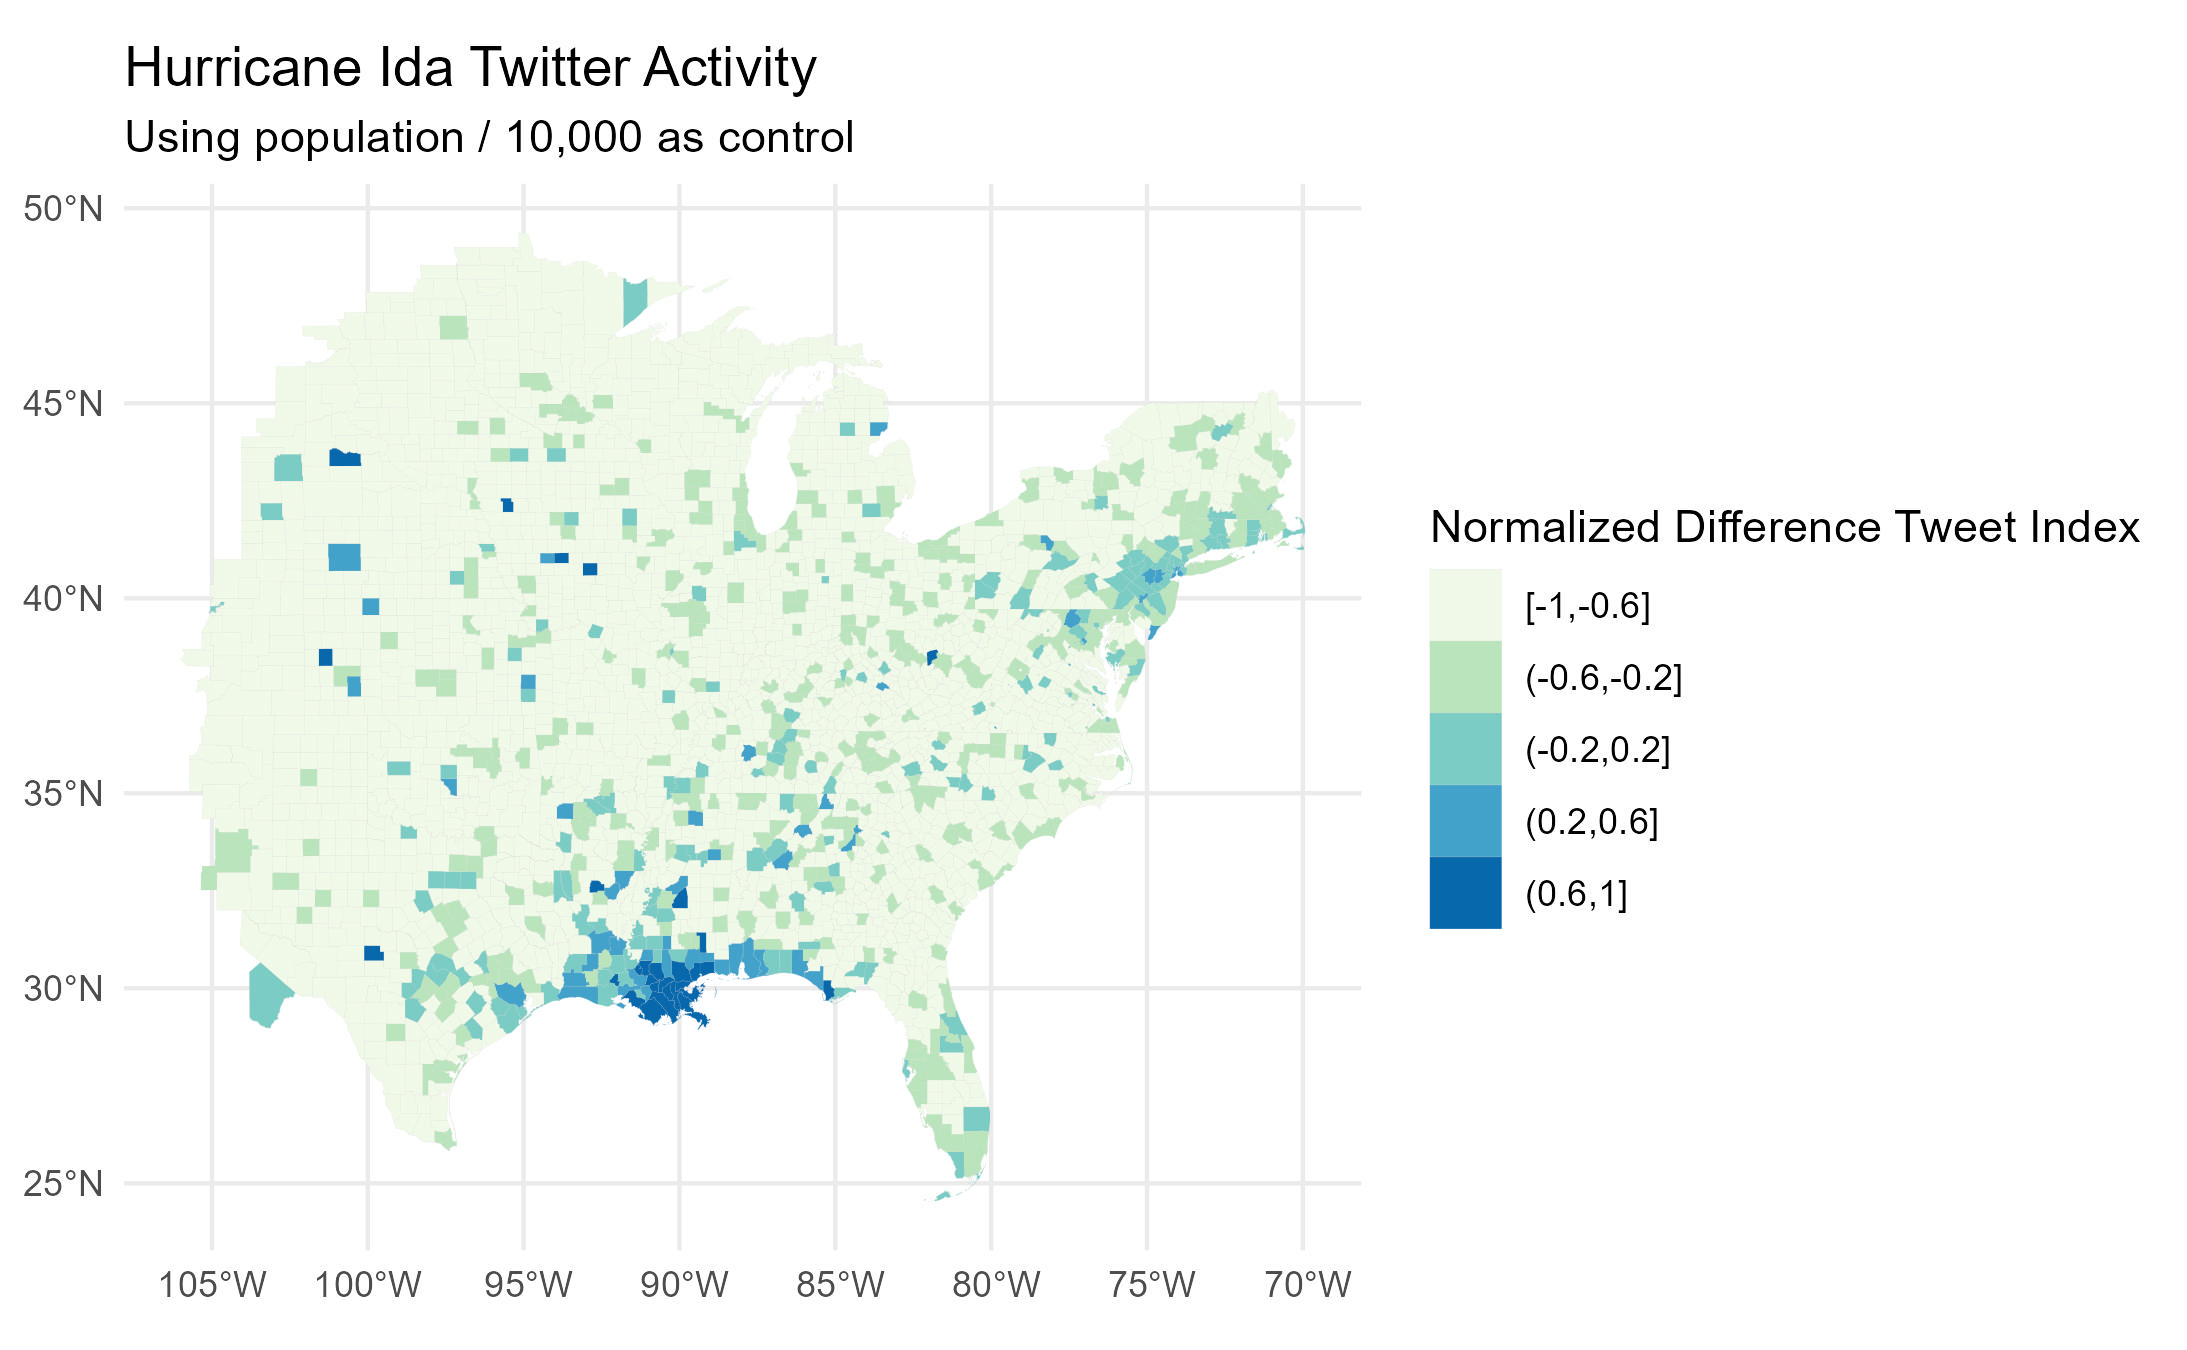 Hurricane Ida Twitter Activity
Using population / 10,000 as control
50°N
45°N
40°N
35°N
30°N
25°N
105°W 100°W 95°W 90°W 85°W 80°W 75°W 70°W
Normalized Difference Tweet Index
[-1,-0.6]
(-0.6,-0.2]
(-0.2,0.2]
(0.2,0.6]
(0.6,1]